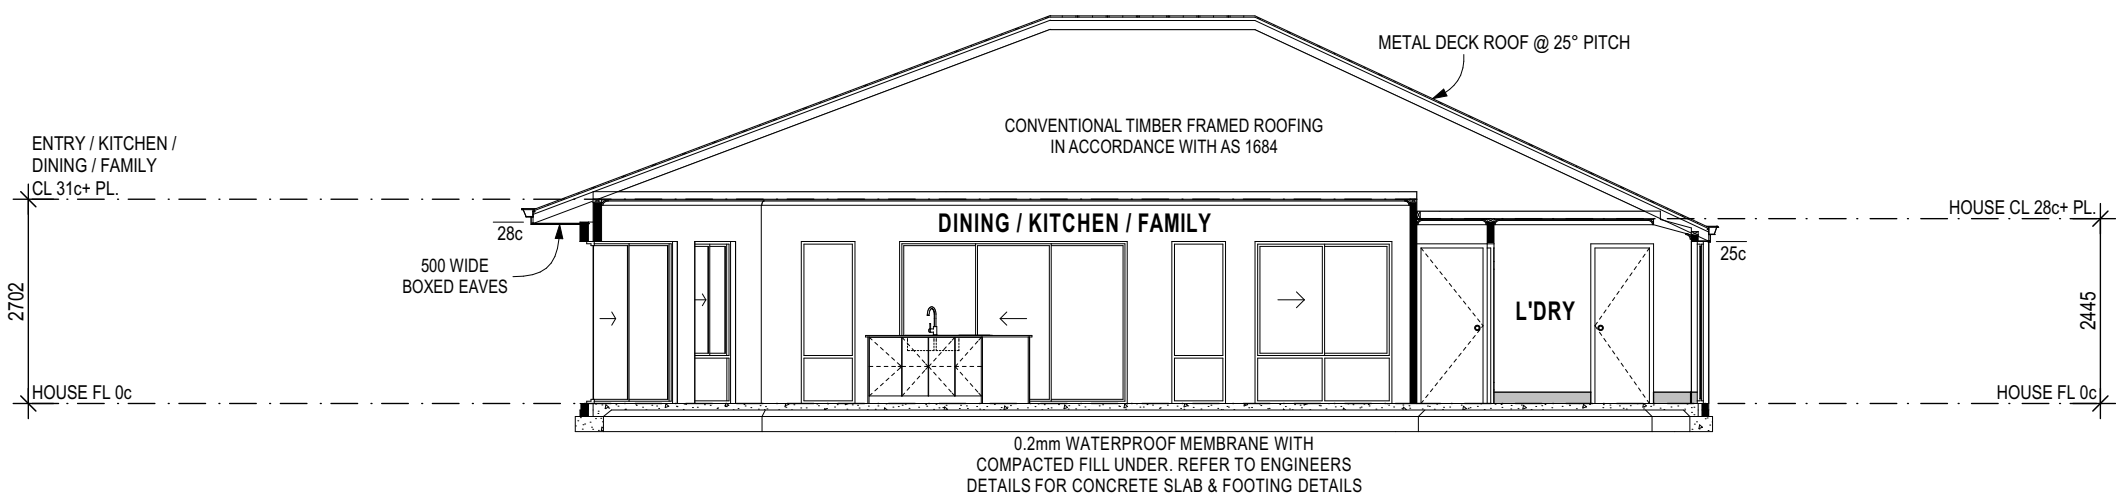 METAL DECK ROOF @ 25° PITCH
CONVENTIONAL TIMBER FRAMED ROOFING
IN ACCORDANCE WITH AS 1684
ENTRY / KITCHEN /
DINING / FAMILY
CL 31c+ PL.
HOUSE CL 28c+ PL.
DINING / KITCHEN / FAMILY
28c
25c
500 WIDE
BOXED EAVES
2702
L'DRY
2445
HOUSE FL 0c
HOUSE FL 0c
0.2mm WATERPROOF MEMBRANE WITH
COMPACTED FILL UNDER. REFER TO ENGINEERS
DETAILS FOR CONCRETE SLAB & FOOTING DETAILS